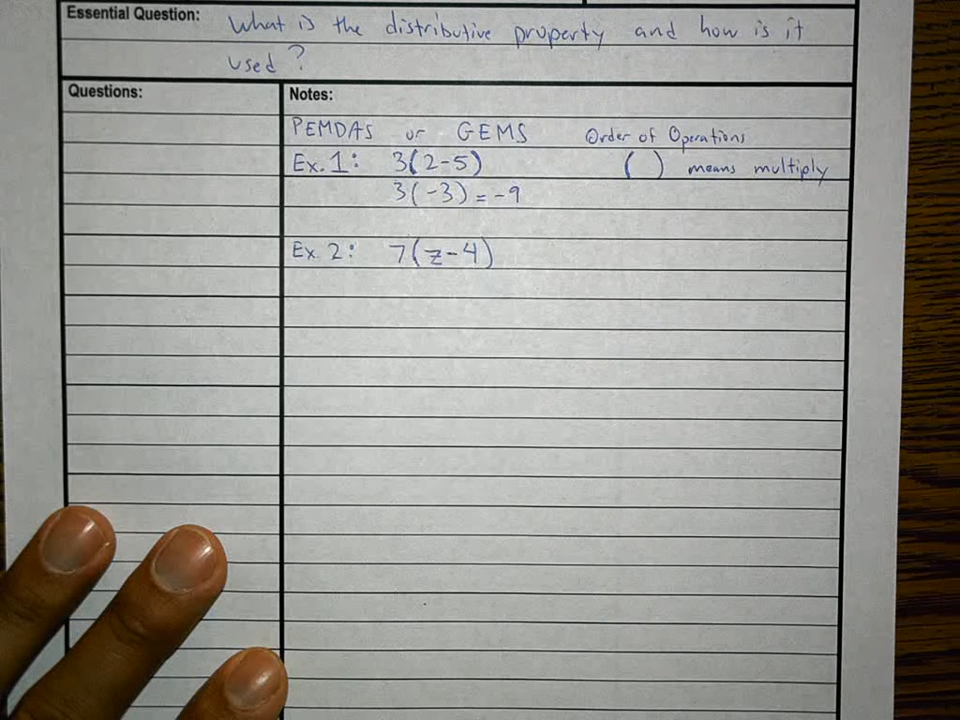 Essential Question: What is the distributive property and how is it
used?
Questions:
Notes:
PEMDAS or GEMS Order of Operations
Ex. 1: 3(2-5) ( ) means multiply
3(-3) = -9
Ex. 2: 7(z-4)